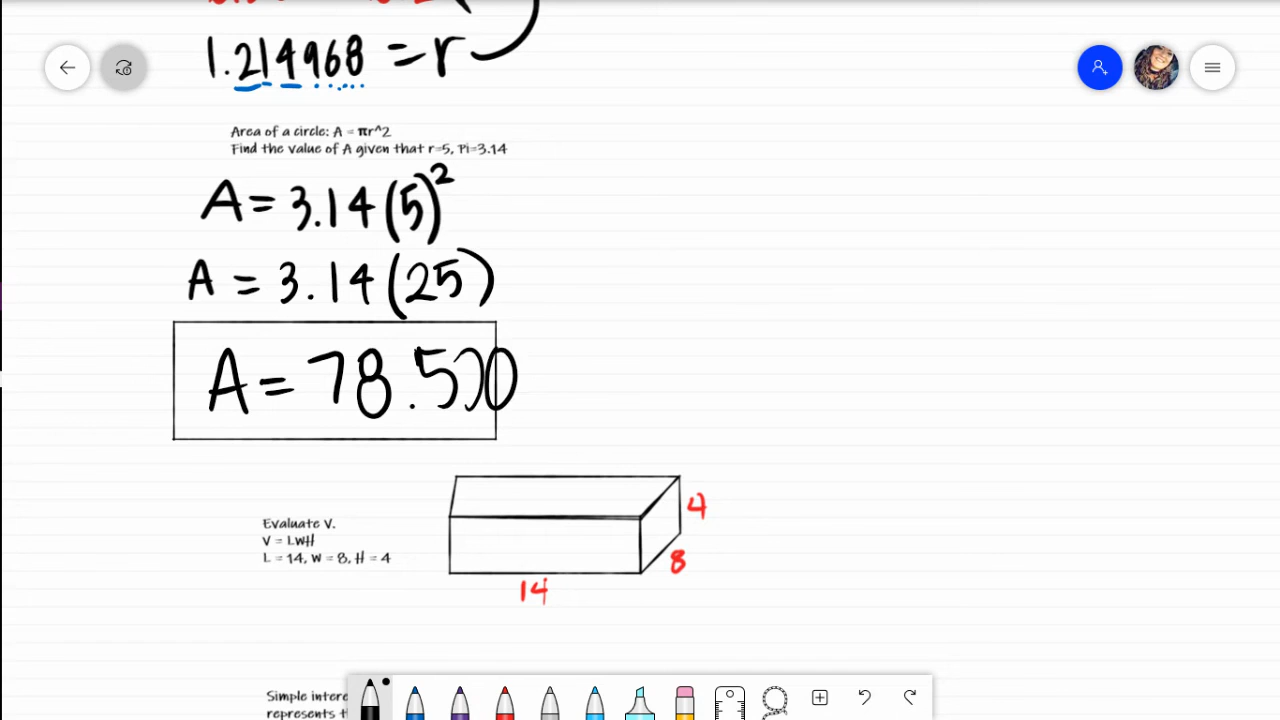 1.214968 = r
Area of a circle: A = πr^2
Find the value of A given that r=5, Pi=3.14
A = 3.14(5)²
A = 3.14(25)
A = 78.500
Evaluate V.
V = LWH
L = 14, W = 8, H = 4
4
8
14
Simple intere
represents t